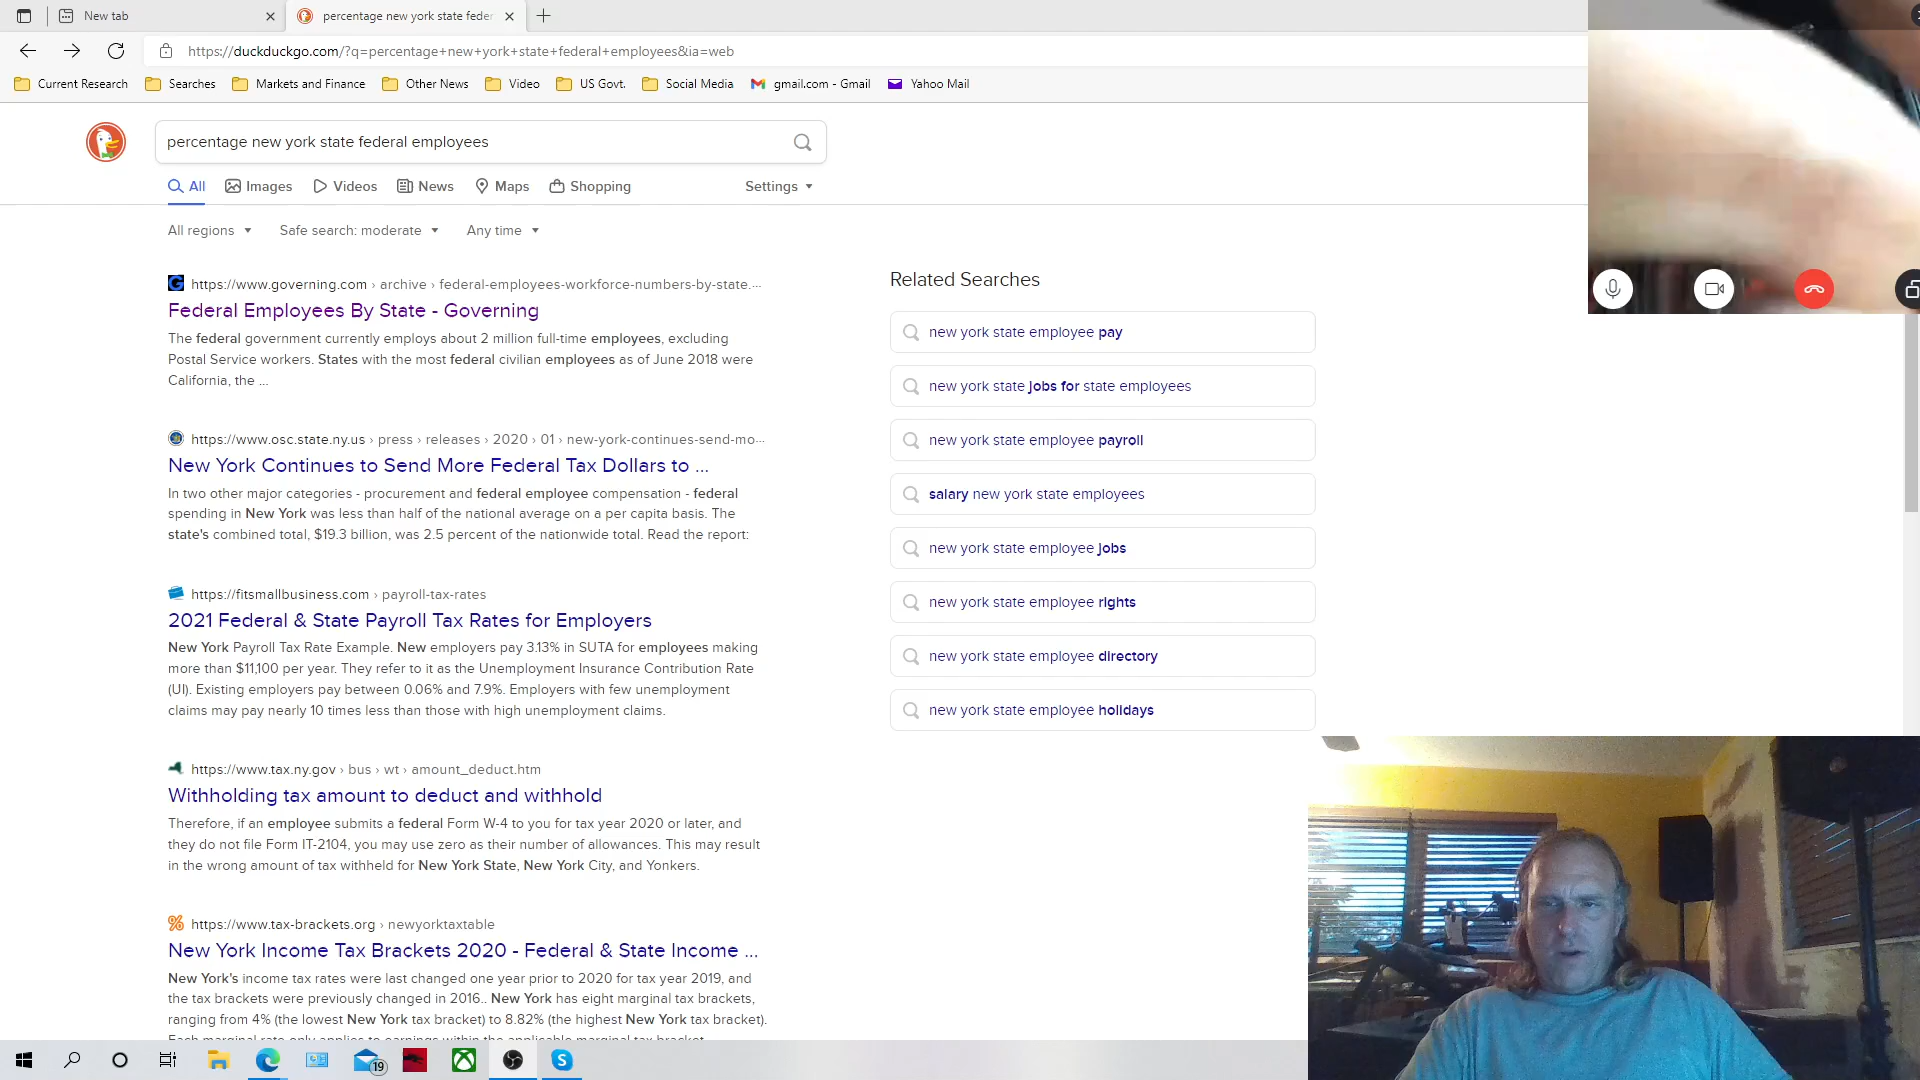 New tab
percentage new york state feder
https://duckduckgo.com/?q=percentage+new+york+state+federal+employees&ia=web
Current Research
Searches
Markets and Finance
Other News
Video
US Govt.
Social Media
gmail.com - Gmail
Yahoo Mail
percentage new york state federal employees
All
Images
Videos
News
Maps
Shopping
Settings
All regions
Safe search: moderate
Any time
https://www.governing.com › archive › federal-employees-workforce-numbers-by-state....
Federal Employees By State - Governing
The federal government currently employs about 2 million full-time employees, excluding
Postal Service workers. States with the most federal civilian employees as of June 2018 were
California, the ...
https://www.osc.state.ny.us › press › releases › 2020 › 01 › new-york-continues-send-mo...
New York Continues to Send More Federal Tax Dollars to ...
In two other major categories - procurement and federal employee compensation - federal
spending in New York was less than half of the national average on a per capita basis. The
state's combined total, $19.3 billion, was 2.5 percent of the nationwide total. Read the report:
https://fitsmallbusiness.com › payroll-tax-rates
2021 Federal & State Payroll Tax Rates for Employers
New York Payroll Tax Rate Example. New employers pay 3.13% in SUTA for employees making
more than $11,100 per year. They refer to it as the Unemployment Insurance Contribution Rate
(UI). Existing employers pay between 0.06% and 7.9%. Employers with few unemployment
claims may pay nearly 10 times less than those with high unemployment claims.
https://www.tax.ny.gov › bus › wt › amount_deduct.htm
Withholding tax amount to deduct and withhold
Therefore, if an employee submits a federal Form W-4 to you for tax year 2020 or later, and
they do not file Form IT-2104, you may use zero as their number of allowances. This may result
in the wrong amount of tax withheld for New York State, New York City, and Yonkers.
https://www.tax-brackets.org › newyorktaxtable
New York Income Tax Brackets 2020 - Federal & State Income ...
New York's income tax rates were last changed one year prior to 2020 for tax year 2019, and
the tax brackets were previously changed in 2016.. New York has eight marginal tax brackets,
ranging from 4% (the lowest New York tax bracket) to 8.82% (the highest New York tax bracket).
Each marginal rate only applies to earnings within the applicable marginal tax bracket
Related Searches
new york state employee pay
new york state jobs for state employees
new york state employee payroll
salary new york state employees
new york state employee jobs
new york state employee rights
new york state employee directory
new york state employee holidays
19